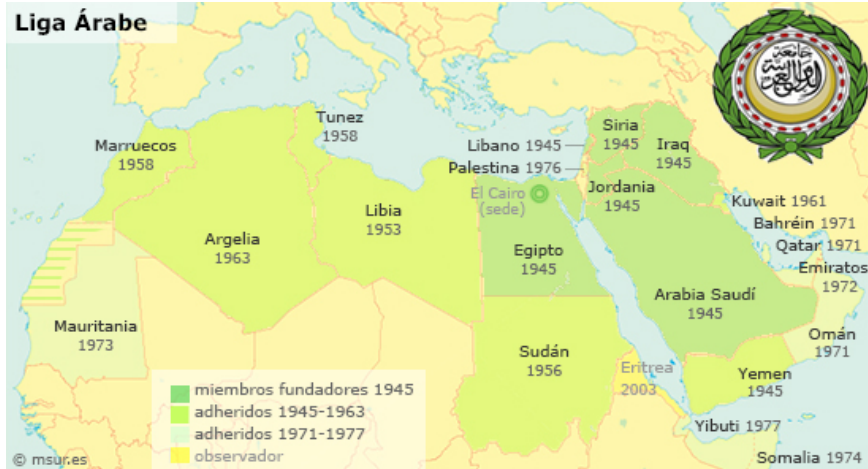 Liga Árabe
Tunez
1958
Marruecos
1958
Libano 1945
Palestina 1976
Siria
1945
Iraq
1945
Jordania
1945
El Cairo
(sede)
Kuwait 1961
Bahréin 1971
Qatar 1971
Emiratos
1972
Argelia
1963
Libia
1953
Egipto
1945
Arabia Saudí
1945
Omán
1971
Mauritania
1973
Sudán
1956
Eritrea
2003
Yemen
1945
Yibuti 1977
Somalia 1974
miembros fundadores 1945
adheridos 1945-1963
adheridos 1971-1977
observador
© msur.es